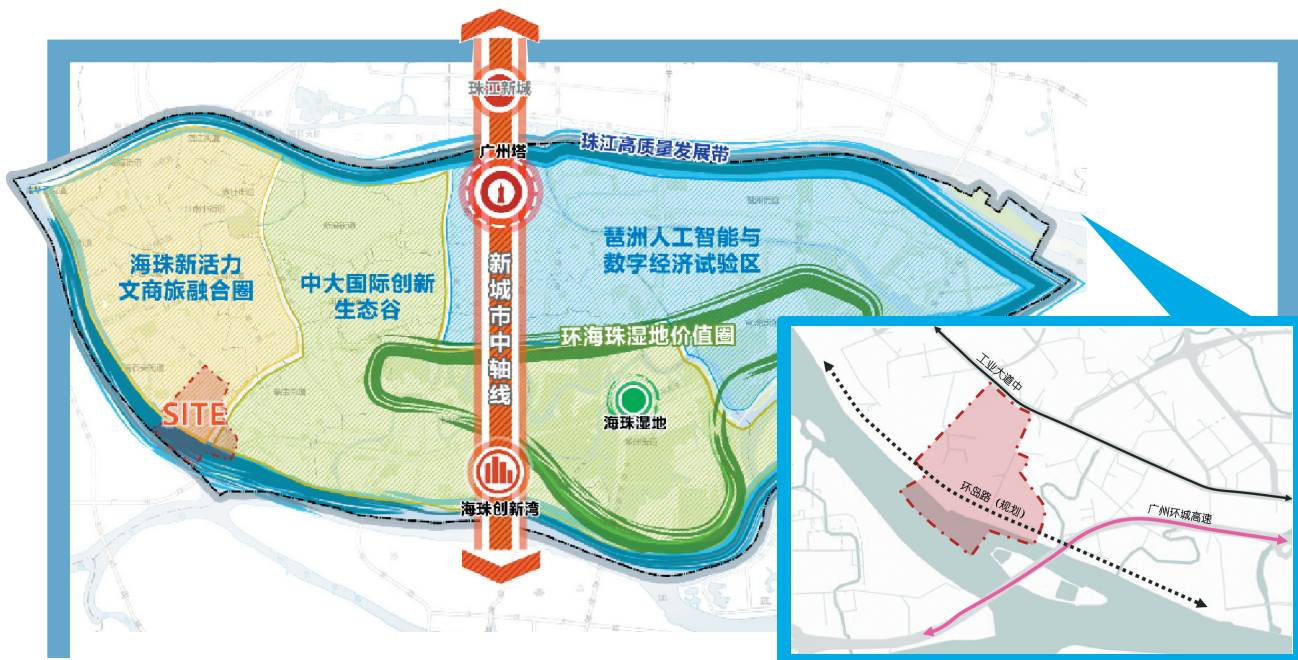 珠江新城
广州塔
珠江高质量发展带
琶洲人工智能与
数字经济试验区
海珠新活力
文商旅融合圈
中大国际创新
生态谷
新城市中轴线
环海珠湿地价值圈
海珠湿地
SITE
海珠创新湾
工业大道中
环岛路（规划）
广州环城高速